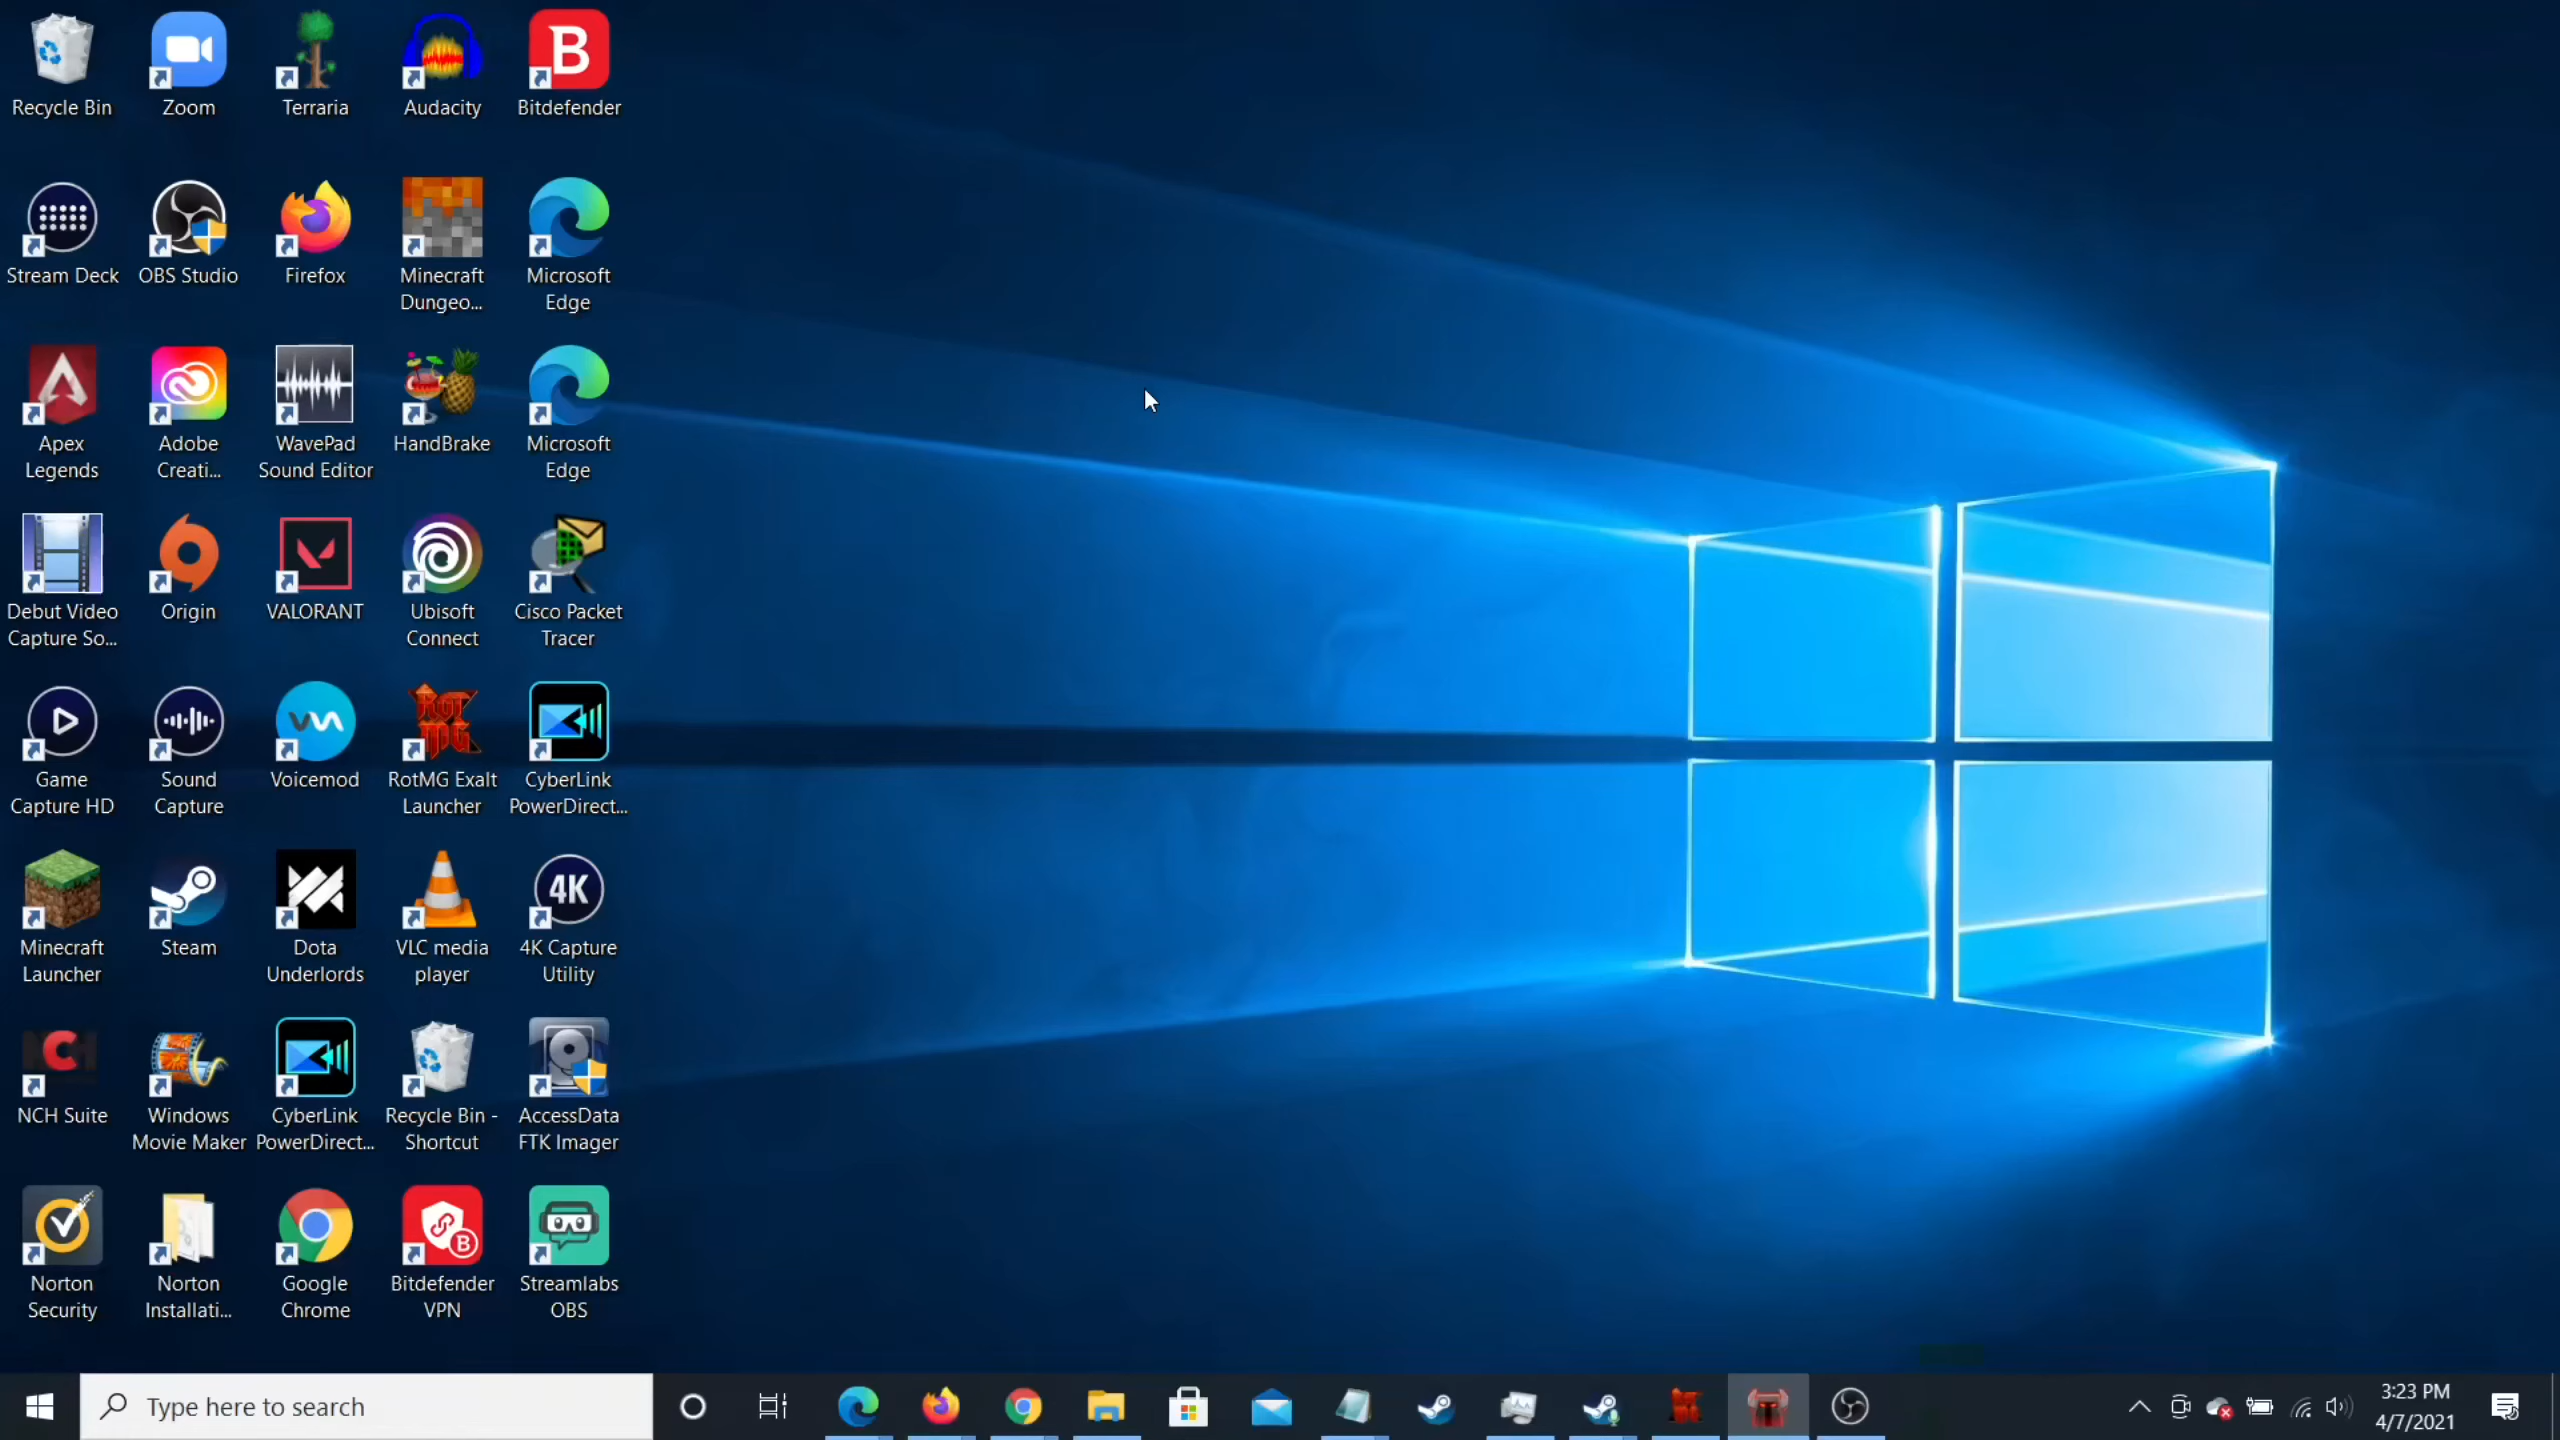 Recycle Bin
Zoom
Terraria
Audacity
Bitdefender
Stream Deck
OBS Studio
Firefox
Minecraft
Dungeo...
Microsoft
Edge
Apex
Legends
Adobe
Creati...
WavePad
Sound Editor
HandBrake
Microsoft
Edge
Debut Video
Capture So...
Origin
VALORANT
Ubisoft
Connect
Cisco Packet
Tracer
Game
Capture HD
Sound
Capture
Voicemod
RotMG
RotMG Exalt
Launcher
CyberLink
PowerDirect...
Minecraft
Launcher
Steam
Dota
Underlords
VLC media
player
4K
4K Capture
Utility
NCH
NCH Suite
Windows
Movie Maker
CyberLink
PowerDirect...
Recycle Bin -
Shortcut
AccessData
FTK Imager
Norton
Security
Norton
Installati...
Google
Chrome
Bitdefender
VPN
Streamlabs
OBS
Type here to search
3:23 PM
4/7/2021